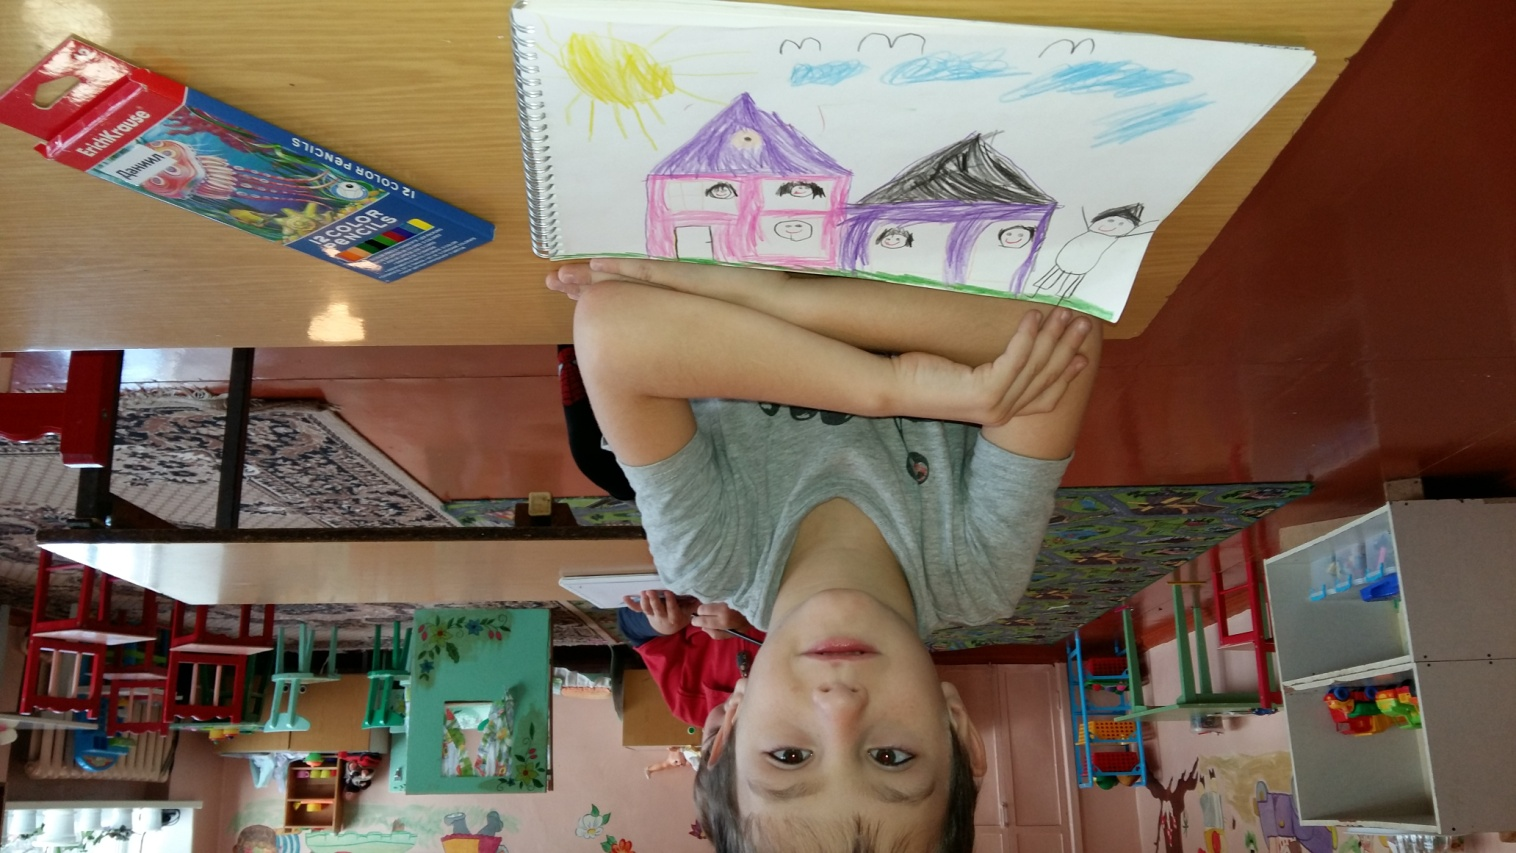 ErichKrause
Даниил
12 COLOR PENCILS
12 COLOR
PENCILS